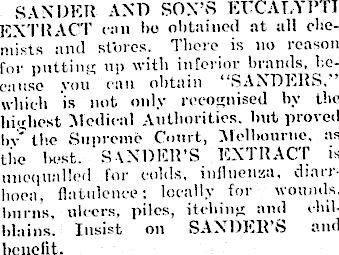 SANDER AND SON'S EUCALYPTI
EXTRACT can be obtained at all che-
mists and stores. There is no reason
for putting up with inferior brands, be-
cause you can obtain "SANDERS,"
which is not only recognised by the
highest Medical Authorities, but proved
by the Supreme Court, Melbourne, as
the best. SANDER'S EXTRACT is
unequalled for colds, influenza, diarr-
hoea, flatulence; locally for wounds,
burns, ulcers, piles, itching and chil-
blains. Insist on SANDER'S and
benefit.